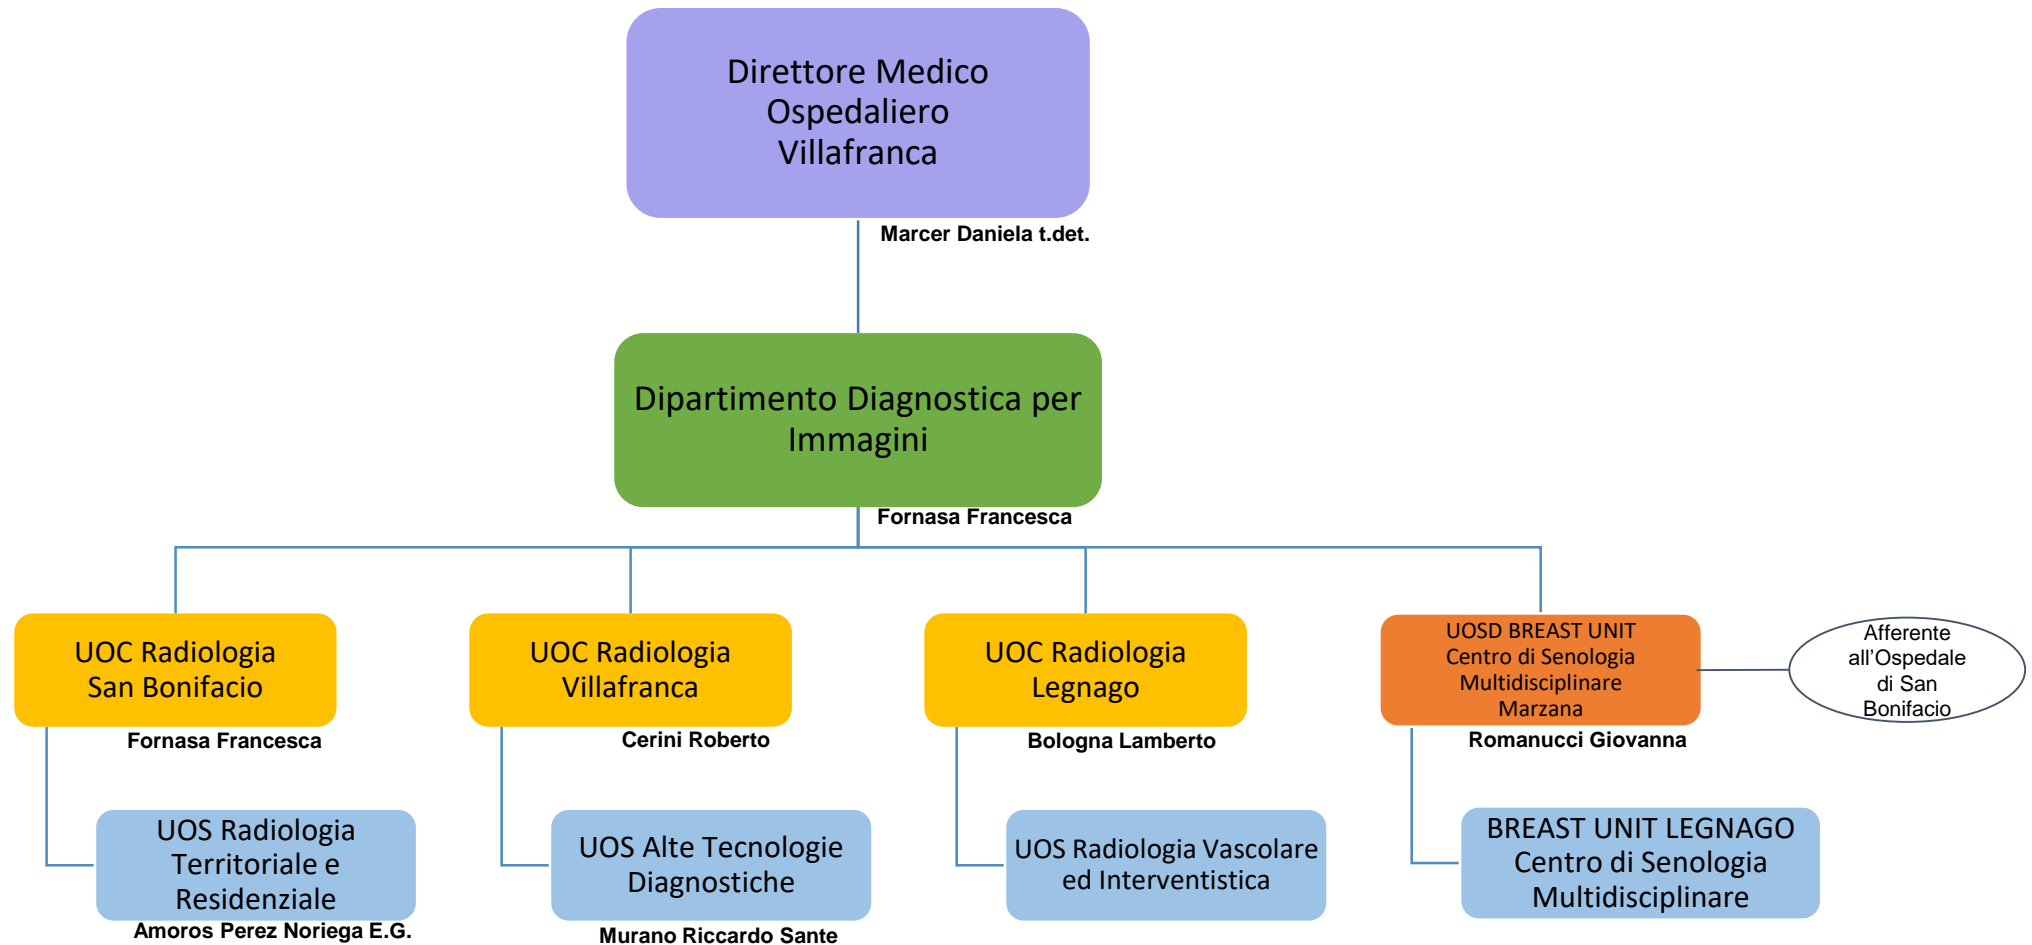 Direttore Medico
Ospedaliero
Villafranca
Marcer Daniela t.det.
Dipartimento Diagnostica per
Immagini
Fornasa Francesca
UOC Radiologia
San Bonifacio
Fornasa Francesca
UOC Radiologia
Villafranca
Cerini Roberto
UOC Radiologia
Legnago
Bologna Lamberto
UOSD BREAST UNIT
Centro di Senologia
Multidisciplinare
Marzana
Romanucci Giovanna
Afferente
all’Ospedale
di San
Bonifacio
UOS Radiologia
Territoriale e
Residenziale
Amoros Perez Noriega E.G.
UOS Alte Tecnologie
Diagnostiche
Murano Riccardo Sante
UOS Radiologia Vascolare
ed Interventistica
BREAST UNIT LEGNAGO
Centro di Senologia
Multidisciplinare